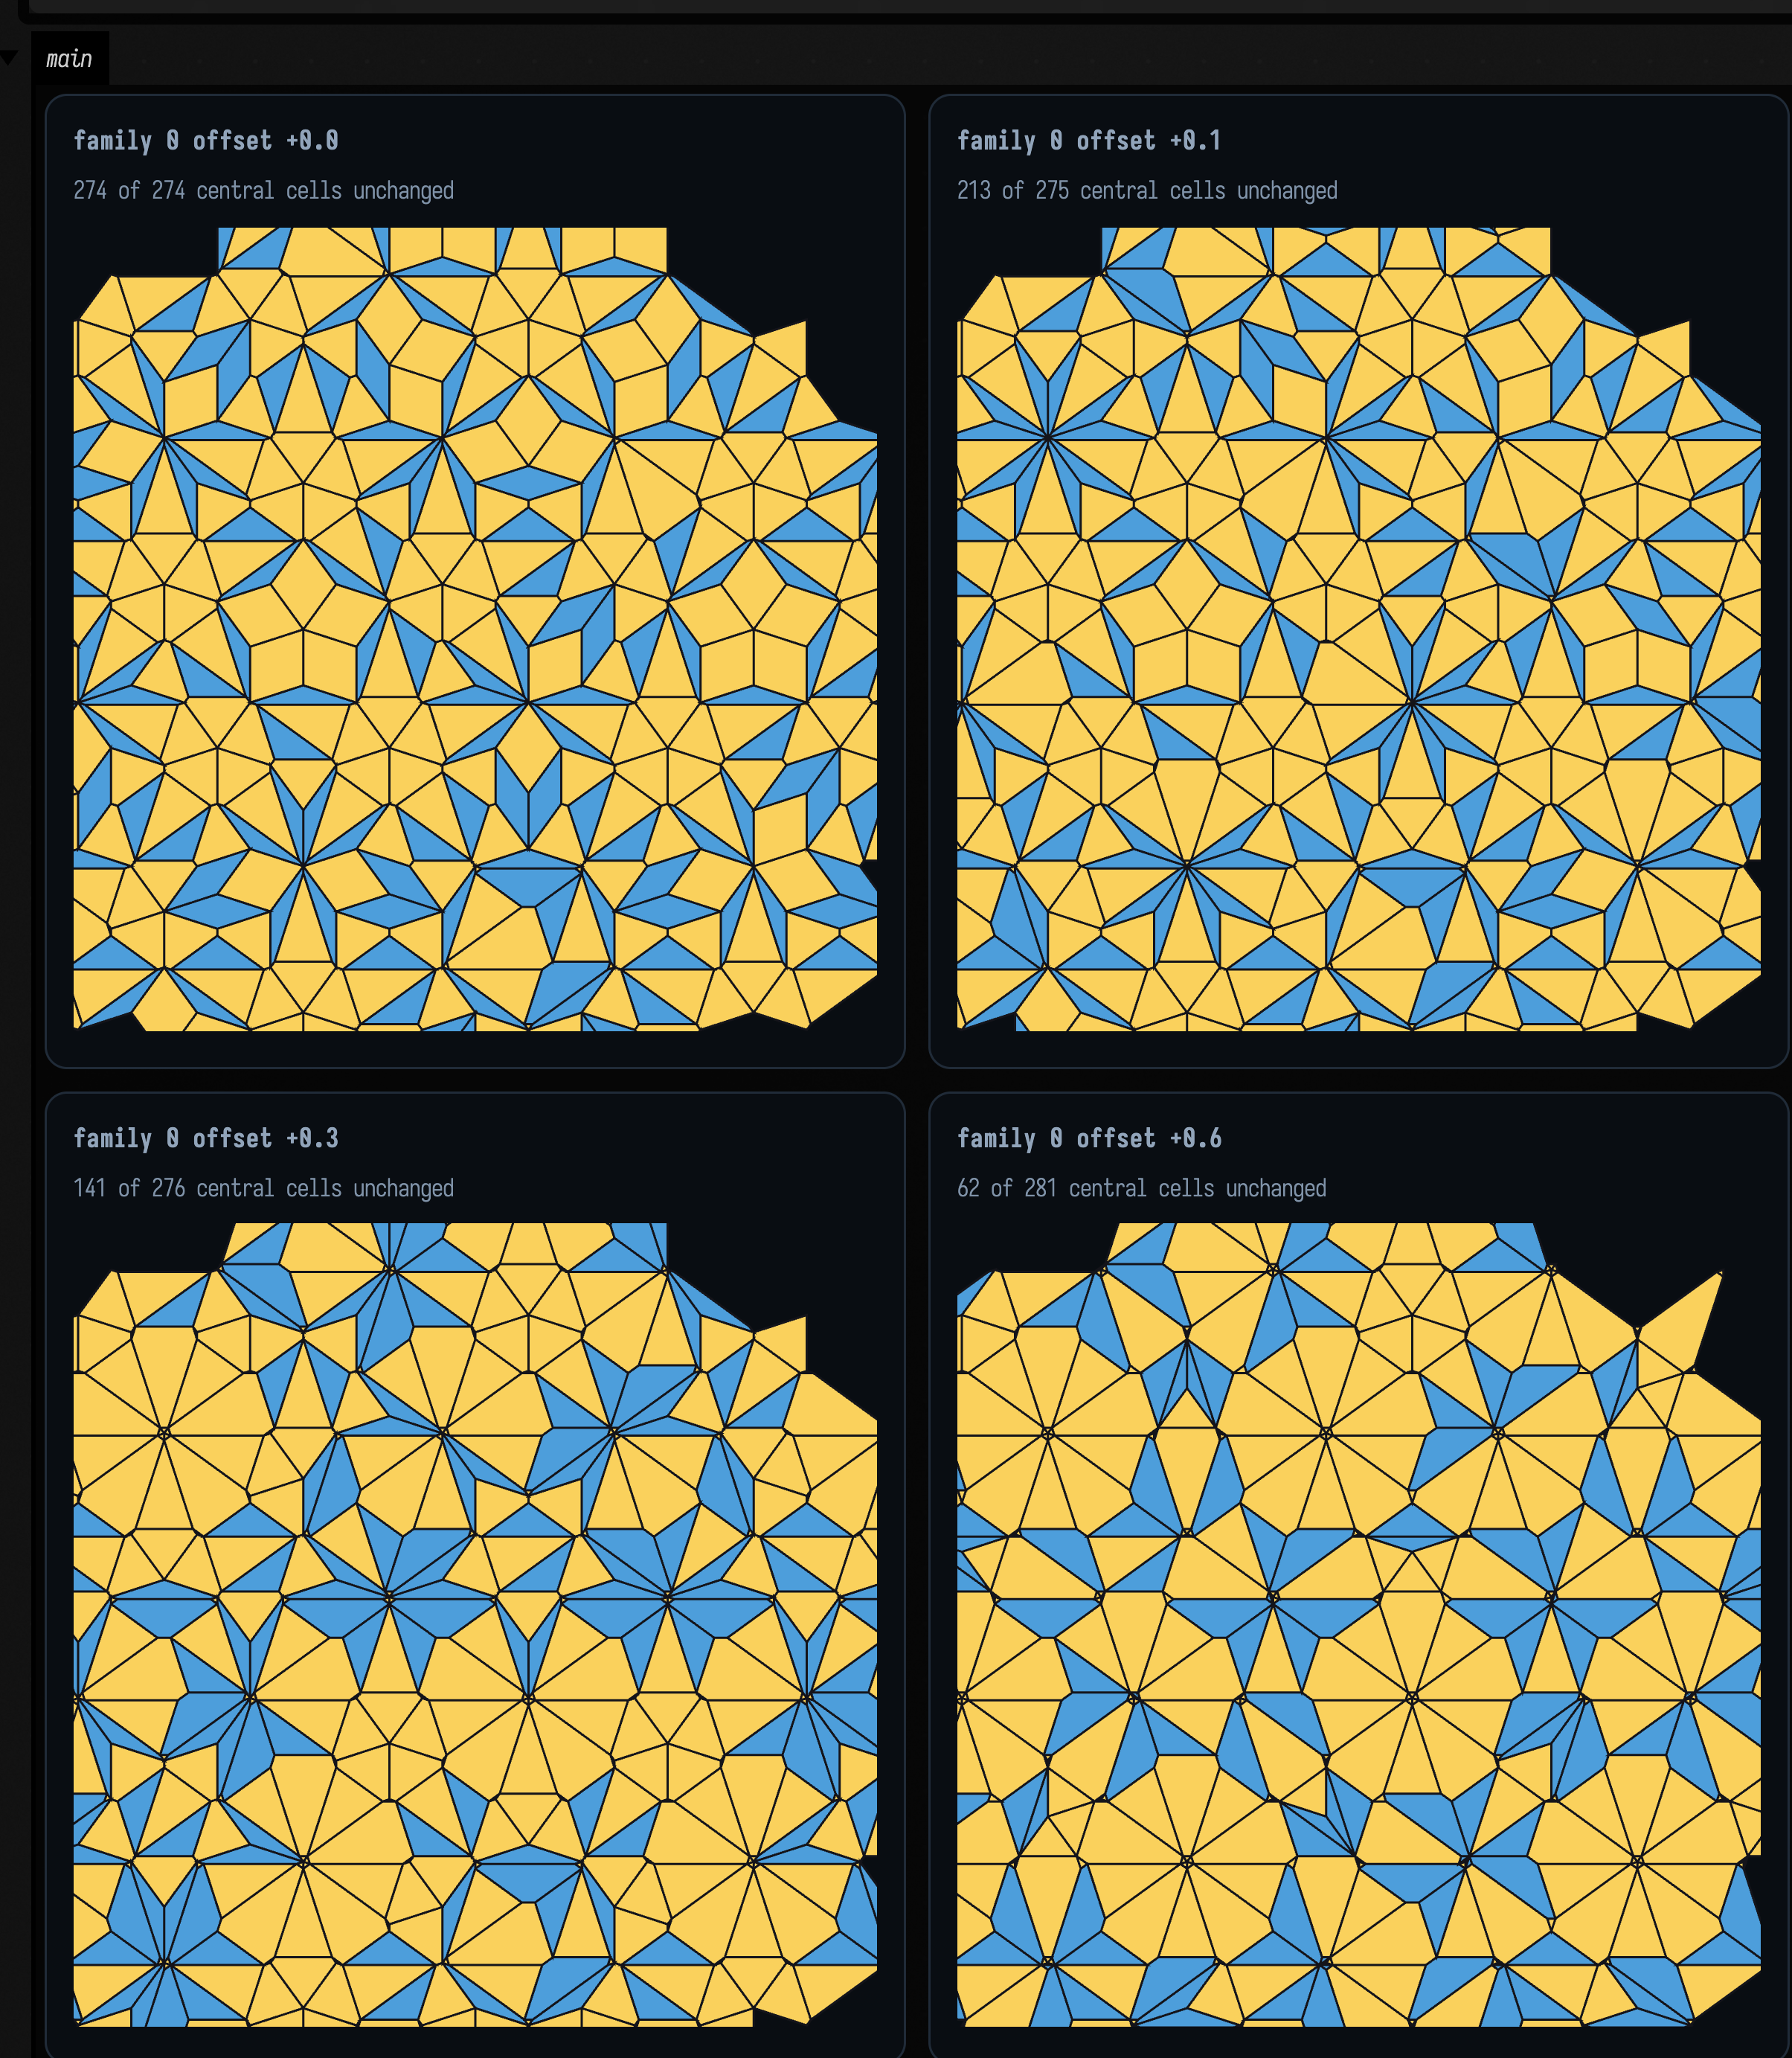 main
family 0 offset +0.0
274 of 274 central cells unchanged
family 0 offset +0.1
213 of 275 central cells unchanged
family 0 offset +0.3
141 of 276 central cells unchanged
family 0 offset +0.6
62 of 281 central cells unchanged